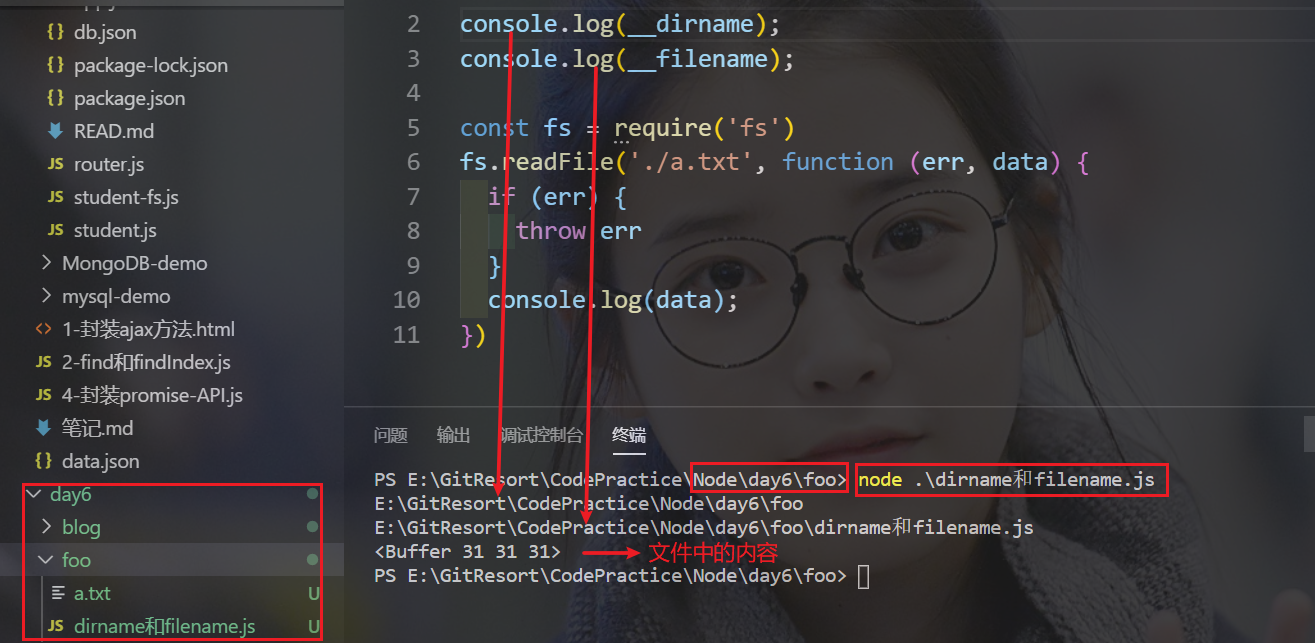 db.json
package-lock.json
package.json
READ.md
router.js
student-fs.js
student.js
MongoDB-demo
mysql-demo
1-封装ajax方法.html
2-find和findIndex.js
4-封装promise-API.js
笔记.md
data.json
day6
blog
foo
a.txt U
dirname和filename.js U
2 console.log(__dirname);
3 console.log(__filename);
4
5 const fs = require('fs')
6 fs.readFile('./a.txt', function (err, data) {
7 if (err) {
8 throw err
9 }
10 console.log(data);
11 })
问题 输出 调试控制台 终端
PS E:\GitResort\CodePractice\Node\day6\foo> node .\dirname和filename.js
E:\GitResort\CodePractice\Node\day6\foo
E:\GitResort\CodePractice\Node\day6\foo\dirname和filename.js
<Buffer 31 31 31> 文件中的内容
PS E:\GitResort\CodePractice\Node\day6\foo>